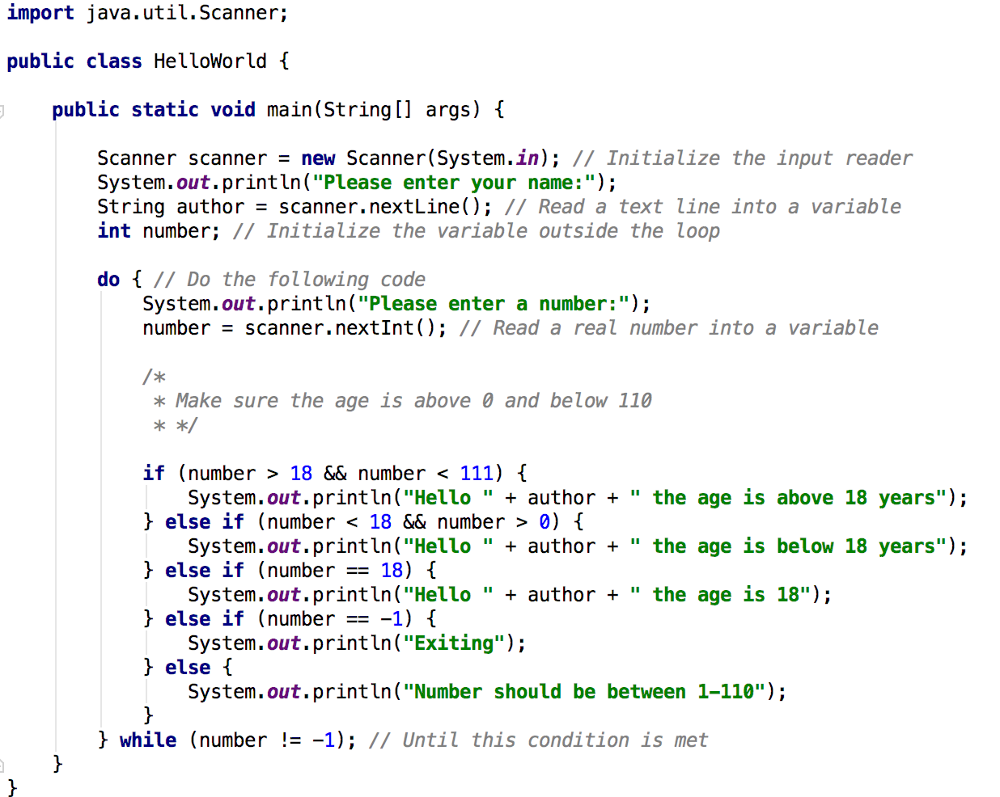 import java.util.Scanner;
public class HelloWorld {
public static void main(String[] args) {
Scanner scanner = new Scanner(System.in); // Initialize the input reader
System.out.println("Please enter your name:");
String author = scanner.nextLine(); // Read a text line into a variable
int number; // Initialize the variable outside the loop
do { // Do the following code
System.out.println("Please enter a number:");
number = scanner.nextInt(); // Read a real number into a variable
/*
* Make sure the age is above 0 and below 110
* */
if (number > 18 && number < 111) {
System.out.println("Hello " + author + " the age is above 18 years");
} else if (number < 18 && number > 0) {
System.out.println("Hello " + author + " the age is below 18 years");
} else if (number == 18) {
System.out.println("Hello " + author + " the age is 18");
} else if (number == -1) {
System.out.println("Exiting");
} else {
System.out.println("Number should be between 1-110");
}
} while (number != -1); // Until this condition is met
}
}